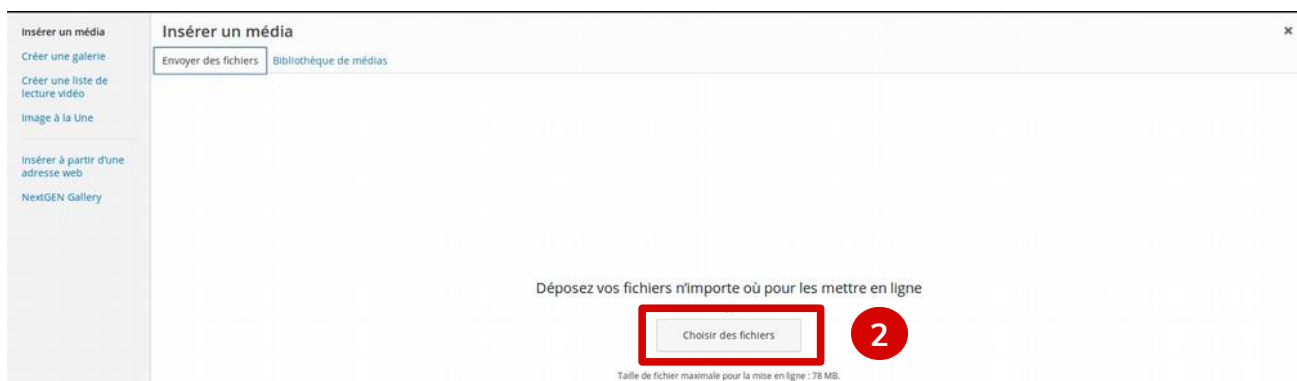 Insérer un média
Créer une galerie
Créer une liste de
lecture vidéo
Image à la Une
Insérer à partir d'une
adresse web
NextGEN Gallery
Insérer un média
×
Envoyer des fichiers
Bibliothèque de médias
Déposez vos fichiers n'importe où pour les mettre en ligne
Choisir des fichiers
2
Taille de fichier maximale pour la mise en ligne : 78 MB.